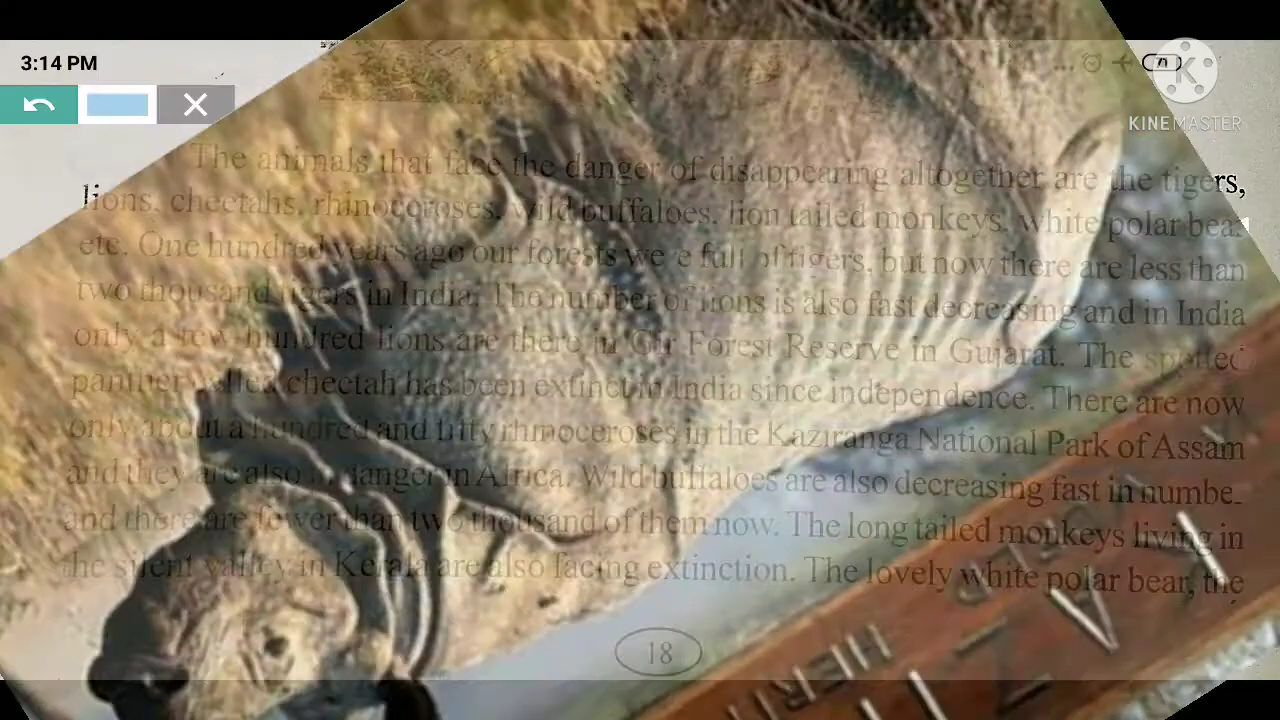 3:14 PM
KINEMASTER
The animals that face the danger of disappearing altogether are the tigers,
lions, cheetahs, rhinoceroses, wild buffaloes, lion tailed monkeys, white polar bear
etc. One hundred years ago our forests we e full of tigers, but now there are less than
two thousand tigers in India. The number of lions is also fast decreasing and in India
only a few hundred lions are there in Gir Forest Reserve in Gujarat. The spotted
panther called cheetah has been extinct in India since independence. There are now
only about a hundred and fifty rhinoceroses in the Kaziranga National Park of Assam
and they are also in danger in Africa. Wild buffaloes are also decreasing fast in numbe
and there are fewer than two thousand of them now. The long tailed monkeys living in
the silent valley in Kerala are also facing extinction. The lovely white polar bear, the
18